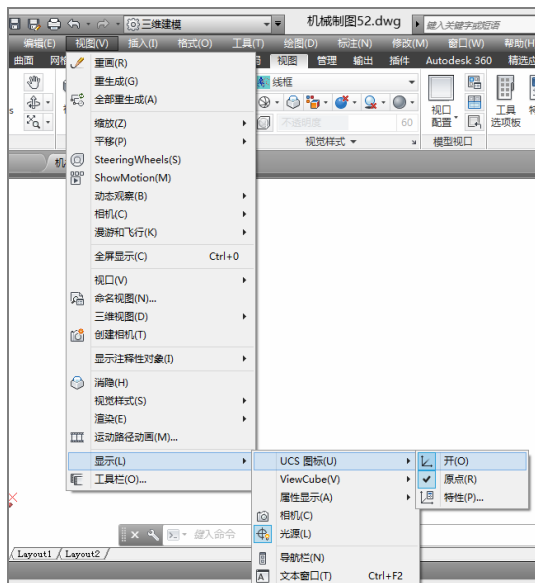 三维建模
机械制图52.dwg
键入关键字或短语
编辑(E) 视图(V) 插入(I) 格式(O) 工具(T) 绘图(D) 标注(N) 修改(M) 窗口(W) 帮助(H
曲面 视图 管理 输出 插件 Autodesk 360 精选应
重画(R)
重生成(G)
全部重生成(A)
缩放(Z)
平移(P)
SteeringWheels(S)
ShowMotion(M)
动态观察(B)
相机(C)
漫游和飞行(K)
全屏显示(C) Ctrl+0
视口(V)
命名视图(N)...
三维视图(D)
创建相机(T)
显示注释性对象(I)
消隐(H)
视觉样式(S)
渲染(E)
运动路径动画(M)...
显示(L)
工具栏(O)...
线框
不透明度 60
视觉样式
视口
配置
模型视口
工具
选项板
UCS 图标(U)
ViewCube(V)
属性显示(A)
相机(C)
光源(L)
导航栏(N)
文本窗口(T) Ctrl+F2
开(O)
原点(R)
特性(P)...
键入命令
Layout1 Layout2